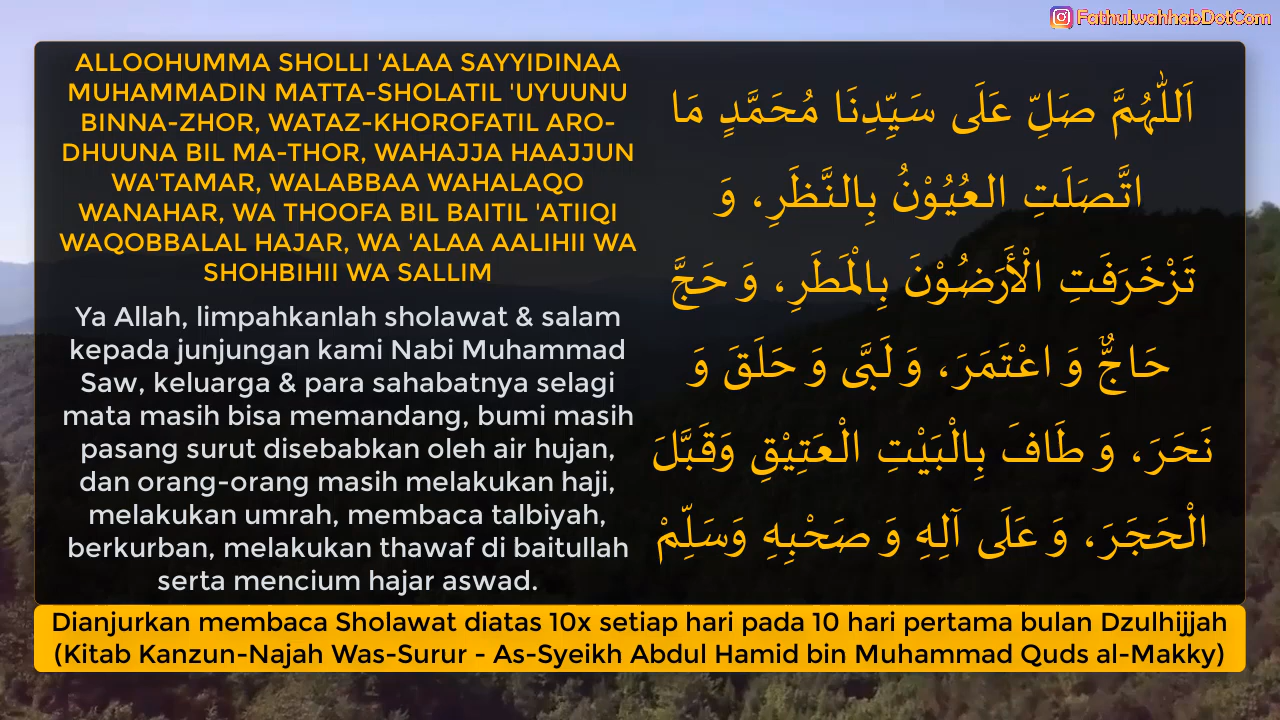 FathulwahhabDotCom
ALLOOHUMMA SHOLLI 'ALAA SAYYIDINAA
MUHAMMADIN MATTA-SHOLATIL 'UYUUNU
BINNA-ZHOR, WATAZ-KHOROFATIL ARO-
DHUUNA BIL MA-THOR, WAHAJJA HAAJJUN
WA'TAMAR, WALABBAA WAHALAQO
WANAHAR, WA THOOFA BIL BAITIL 'ATIIQI
WAQOBBALAL HAJAR, WA 'ALAA AALIHII WA
SHOHBIHII WA SALLIM
Ya Allah, limpahkanlah sholawat & salam
kepada junjungan kami Nabi Muhammad
Saw, keluarga & para sahabatnya selagi
mata masih bisa memandang, bumi masih
pasang surut disebabkan oleh air hujan,
dan orang-orang masih melakukan haji,
melakukan umrah, membaca talbiyah,
berkurban, melakukan thawaf di baitullah
serta mencium hajar aswad.
اَللّٰهُمَّ صَلِّ عَلَى سَيِّدِنَا مُحَمَّدٍ مَا
اتَّصَلَتِ العُيُوْنُ بِالنَّظَرِ، وَ
تَزْخَرَفَتِ الْأَرَضُوْنَ بِالْمَطَرِ، وَ حَجَّ
حَاجٌّ وَ اعْتَمَرَ، وَ لَبَّى وَ حَلَقَ وَ
نَحَرَ، وَ طَافَ بِالْبَيْتِ الْعَتِيْقِ وَقَبَّلَ
الْحَجَرَ، وَ عَلَى آلِهِ وَ صَحْبِهِ وَسَلِّمْ
Dianjurkan membaca Sholawat diatas 10x setiap hari pada 10 hari pertama bulan Dzulhijjah
(Kitab Kanzun-Najah Was-Surur - As-Syeikh Abdul Hamid bin Muhammad Quds al-Makky)